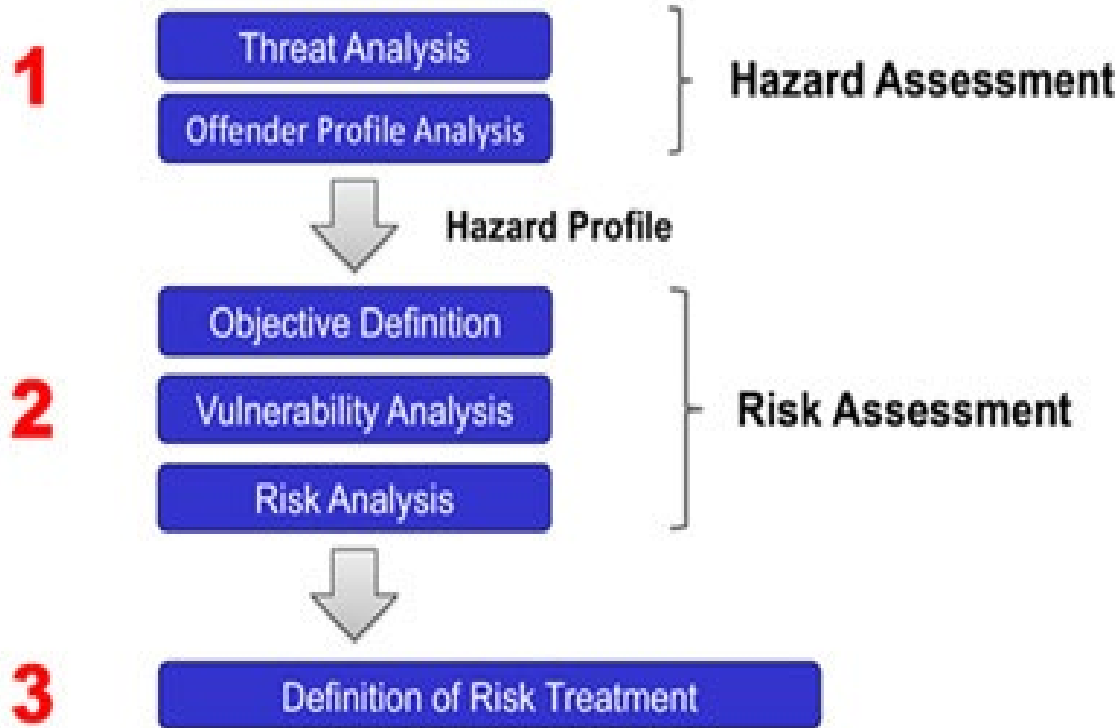 1
Threat Analysis
Offender Profile Analysis
Hazard Assessment
Hazard Profile
2
Objective Definition
Vulnerability Analysis
Risk Analysis
Risk Assessment
3
Definition of Risk Treatment